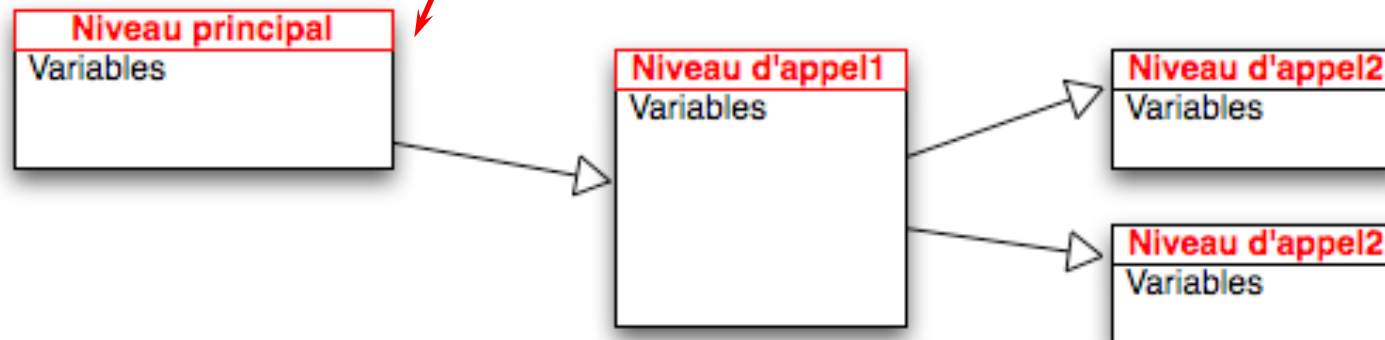 Niveau principal
Variables
Niveau d'appel1
Variables
Niveau d'appel2
Variables
Niveau d'appel2
Variables